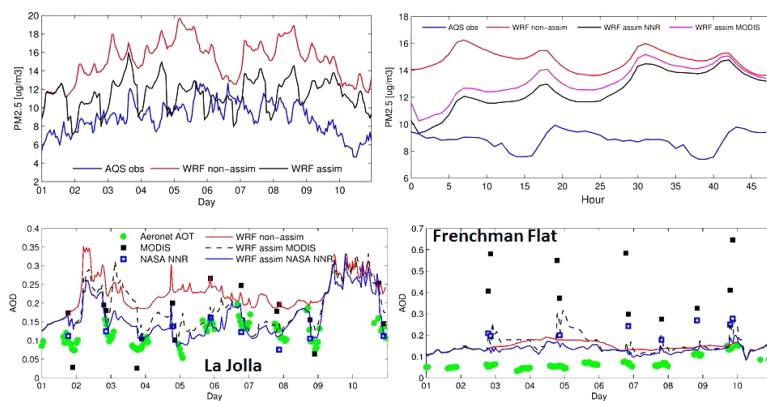 20
18
16
14
12
10
8
6
4
2
PM2.5 [ug/m3]
AQS obs WRF non-assim WRF assim
01 02 03 04 05 06 07 08 09 10
Day
18
16
14
12
10
8
6
PM2.5 [ug/m3]
AQS obs WRF non-assim WRF assim NNR WRF assim MODIS
0 5 10 15 20 25 30 35 40 45
Hour
0.4
0.35
0.3
0.25
0.2
0.15
0.1
0.05
0
AOD
Aeronet AOT WRF non-assim
MODIS WRF assim MODIS
NASA NNR WRF assim NASA NNR
La Jolla
01 02 03 04 05 06 07 08 09 10
Day
0.7
0.6
0.5
0.4
0.3
0.2
0.1
0
AOD
Frenchman Flat
01 02 03 04 05 06 07 08 09 10
Day